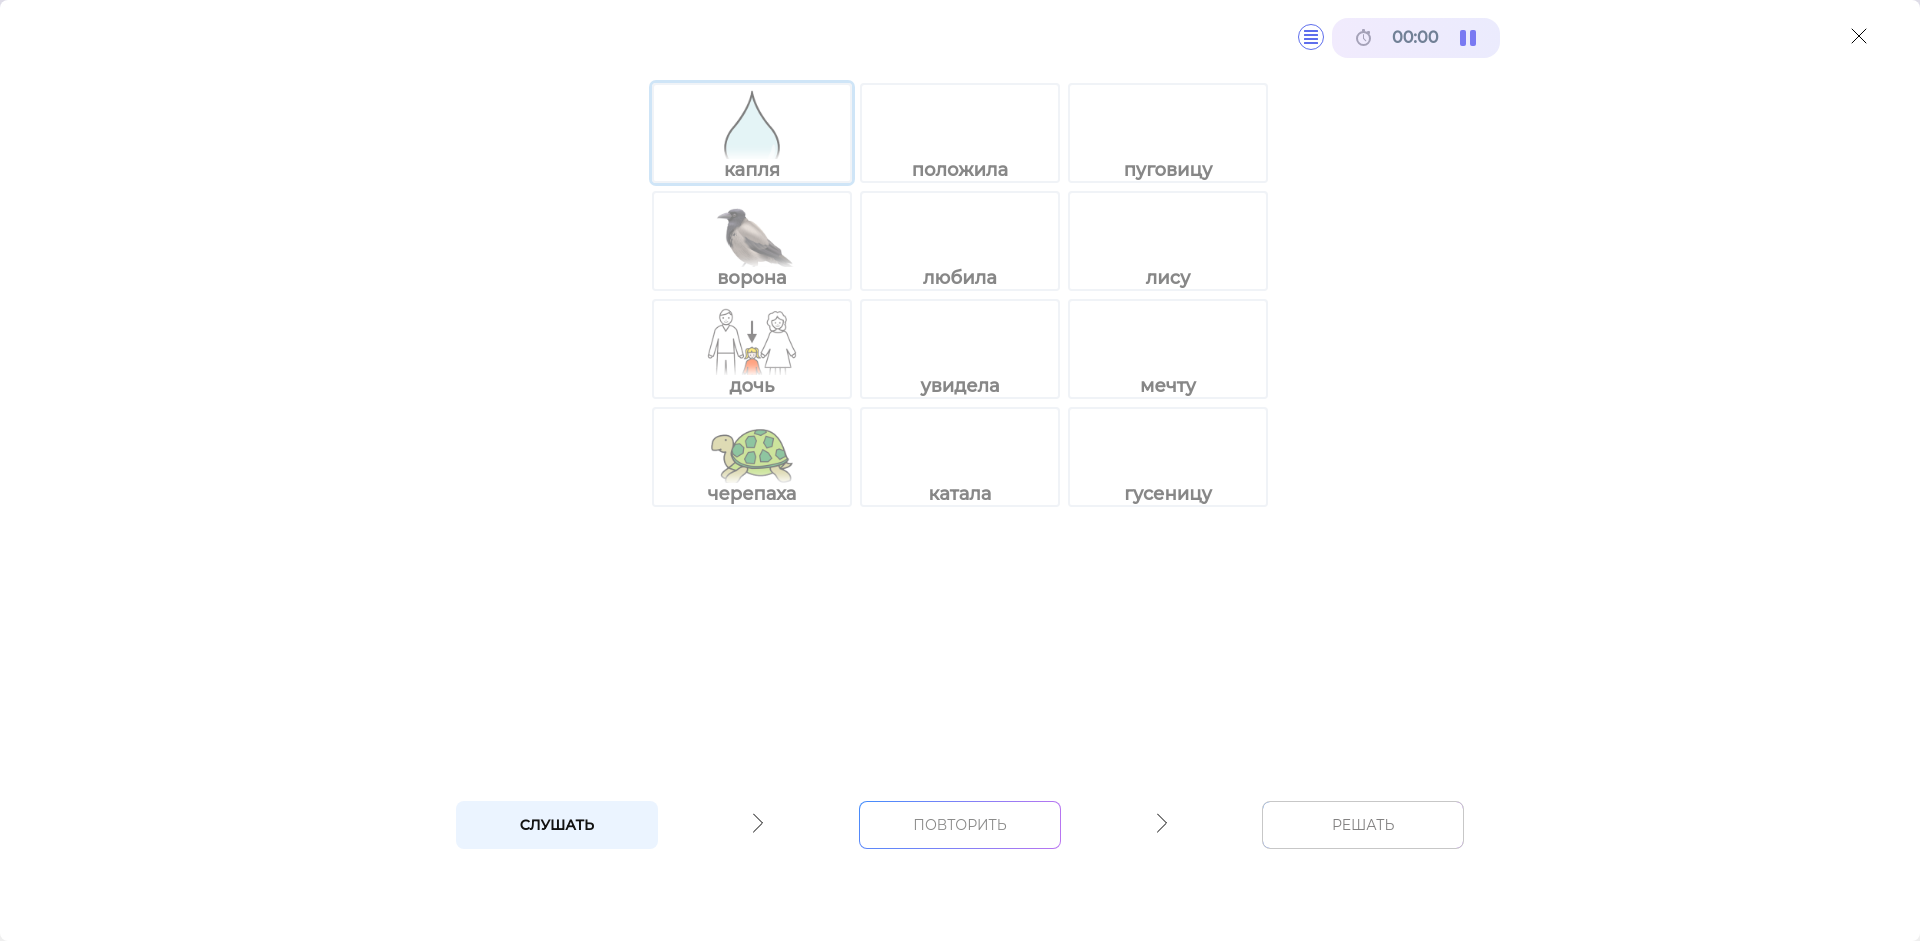 00:00
капля положила пуговицу
ворона любила лису
дочь увидела мечту
черепаха катала гусеницу
СЛУШАТЬ ПОВТОРИТЬ РЕШАТЬ